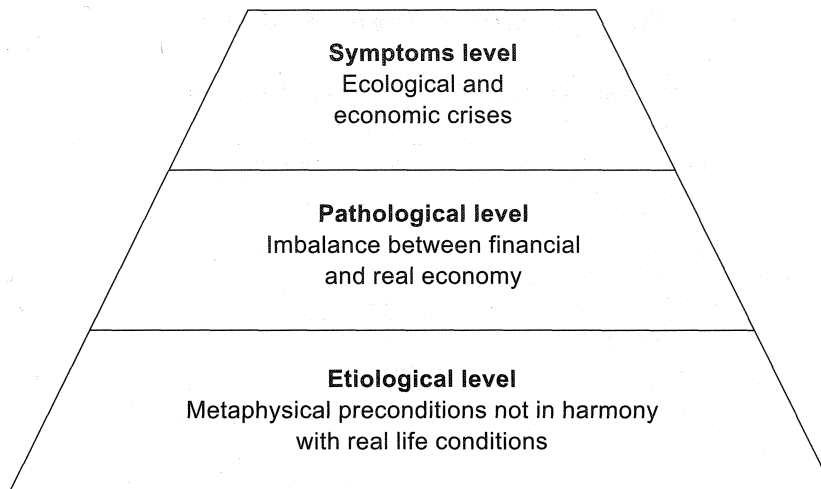 Symptoms level
Ecological and
economic crises
Pathological level
Imbalance between financial
and real economy
Etiological level
Metaphysical preconditions not in harmony
with real life conditions